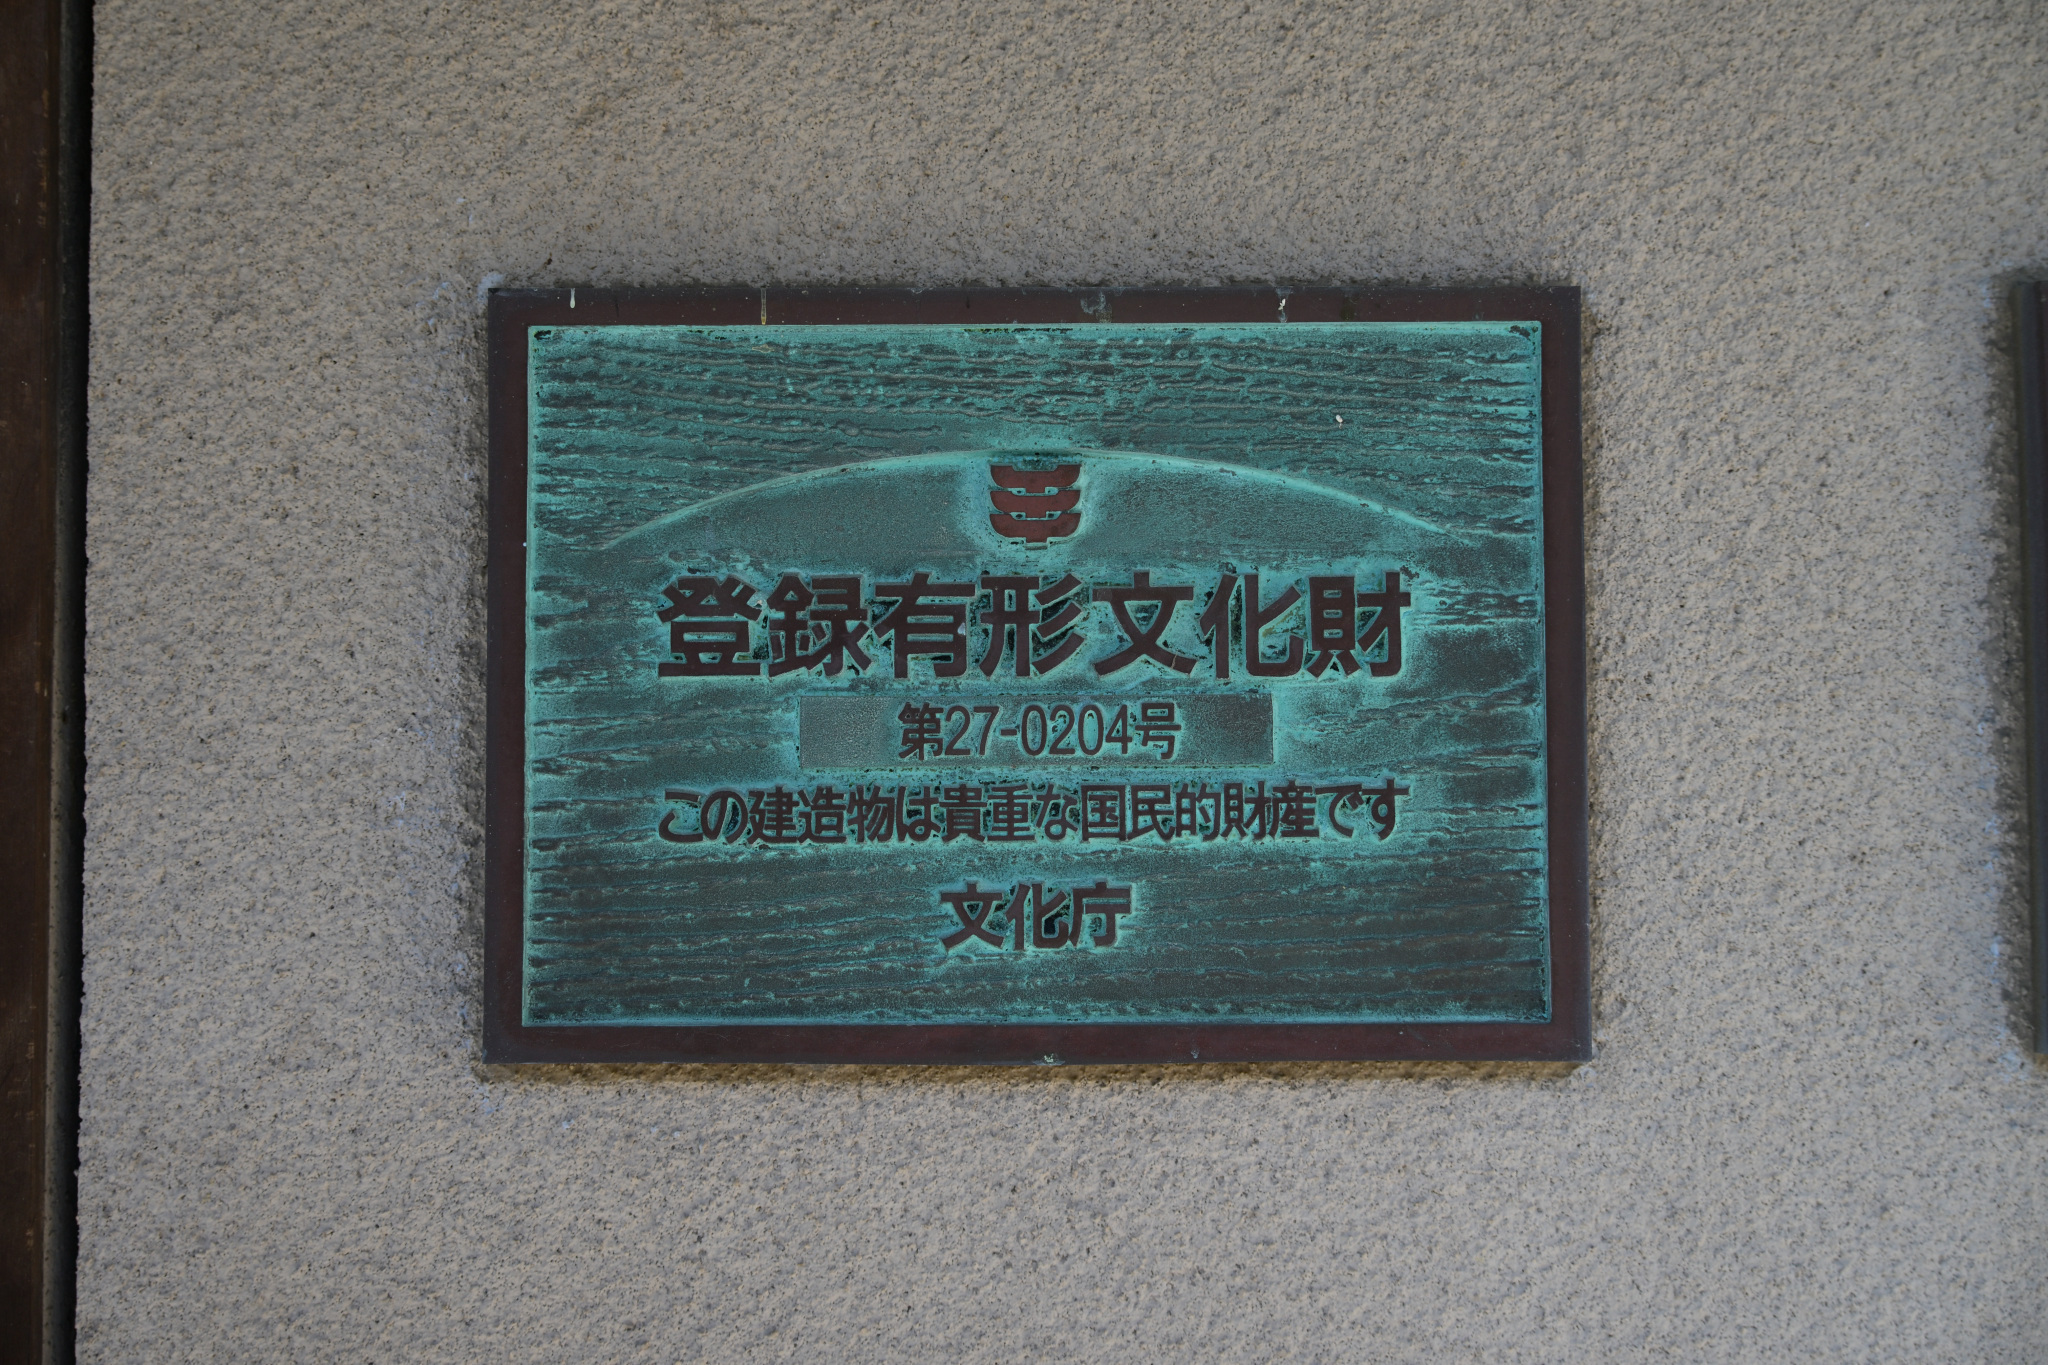 登録有形文化財
第27-0204号
この建造物は貴重な国民的財産です
文化庁